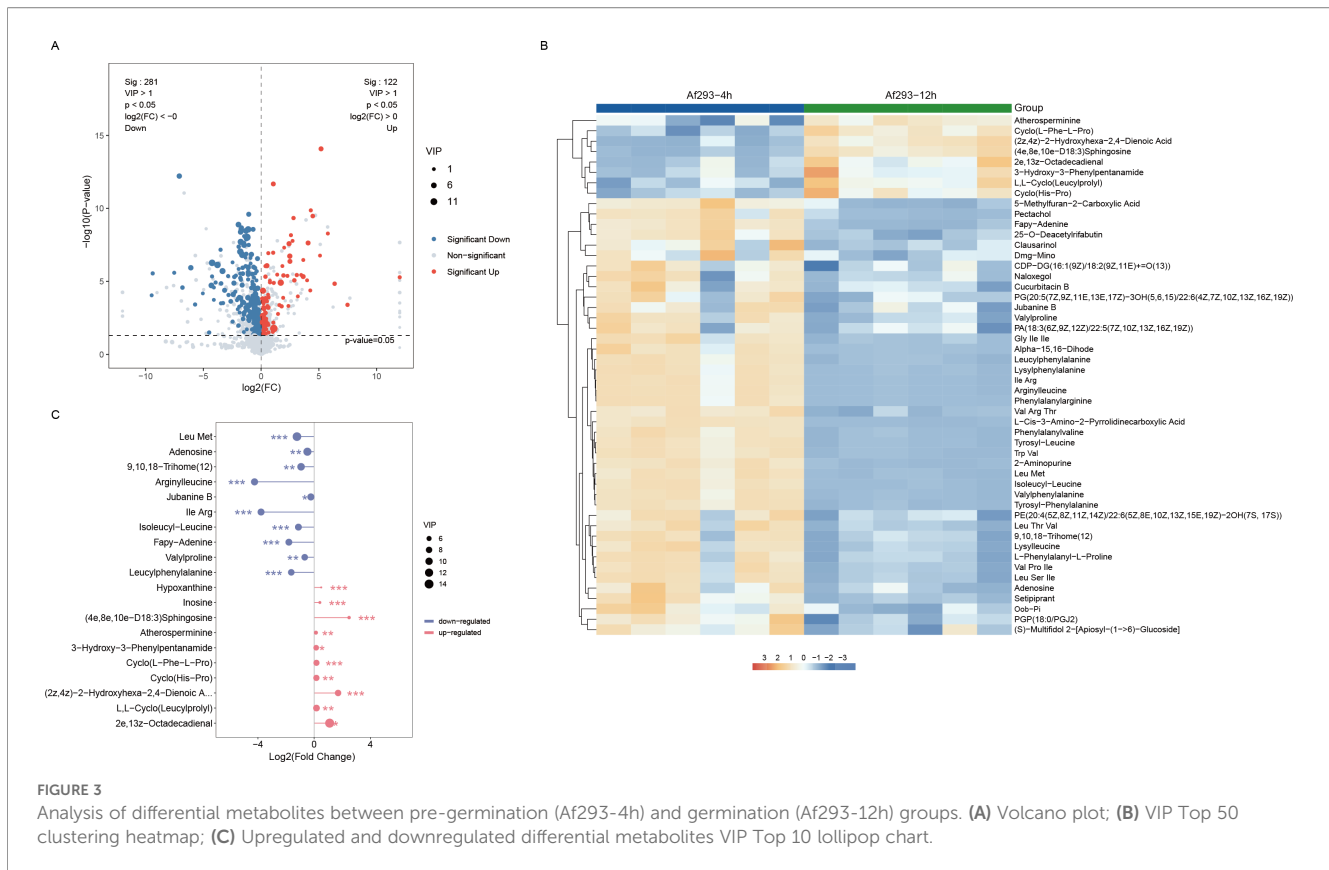 A
Sig : 281
VIP > 1
p < 0.05
log2(FC) < −0
Down
Sig : 122
VIP > 1
p < 0.05
log2(FC) > 0
Up
15
10
5
0
−log10(P−value)
p-value=0.05
−10
−5
0
5
10
log2(FC)
VIP
1
6
11
Significant Down
Non−significant
Significant Up
B
Af293−4h
Af293−12h
Group
Atherosperminine
Cyclo(L−Phe−L−Pro)
(2z,4z)−2−Hydroxyhexa−2,4−Dienoic Acid
(4e,8e,10e−D18:3)Sphingosine
2e,13z−Octadecadienal
3−Hydroxy−3−Phenylpentanamide
L,L−Cyclo(Leucylprolyl)
Cyclo(His−Pro)
5−Methylfuran−2−Carboxylic Acid
Pectachol
Fapy−Adenine
25−O−Deacetylrifabutin
Clausarinol
Dmg−Mino
CDP−DG(16:1(9Z)/18:2(9Z,11E)+=O(13))
Naloxegol
Cucurbitacin B
PG(20:5(7Z,9Z,11E,13E,17Z)−3OH(5,6,15)/22:6(4Z,7Z,10Z,13Z,16Z,19Z))
Jubanine B
Valylproline
PA(18:3(6Z,9Z,12Z)/22:5(7Z,10Z,13Z,16Z,19Z))
Gly Ile Ile
Alpha−15,16−Dihode
Leucylphenylalanine
Lysylphenylalanine
Ile Arg
Arginylleucine
Phenylalanylarginine
Val Arg Thr
L−Cis−3−Amino−2−Pyrrolidinecarboxylic Acid
Phenylalanylvaline
Tyrosyl−Leucine
Trp Val
2−Aminopurine
Leu Met
Isoleucyl−Leucine
Valylphenylalanine
Tyrosyl−Phenylalanine
PE(20:4(5Z,8Z,11Z,14Z)/22:6(5Z,8E,10Z,13Z,15E,19Z)−2OH(7S, 17S))
Leu Thr Val
9,10,18−Trihome(12)
Lysylleucine
L−Phenylalanyl−L−Proline
Val Pro Ile
Leu Ser Ile
Adenosine
Setipiprant
Oob−Pi
PGP(18:0/PGJ2)
(S)−Multifidol 2−[Apiosyl−(1−>6)−Glucoside]
3 2 1 0 −1 −2 −3
C
Leu Met ***
Adenosine **
9,10,18−Trihome(12) **
Arginylleucine ***
Jubanine B *
Ile Arg ***
Isoleucyl−Leucine ***
Fapy−Adenine ***
Valylproline **
Leucylphenylalanine ***
Hypoxanthine ***
Inosine ***
(4e,8e,10e−D18:3)Sphingosine ***
Atherosperminine **
3−Hydroxy−3−Phenylpentanamide *
Cyclo(L−Phe−L−Pro) ***
Cyclo(His−Pro) **
(2z,4z)−2−Hydroxyhexa−2,4−Dienoic A... ***
L,L−Cyclo(Leucylprolyl) **
2e,13z−Octadecadienal *
−4
0
4
Log2(Fold Change)
VIP
6
8
10
12
14
down−regulated
up−regulated
FIGURE 3
Analysis of differential metabolites between pre-germination (Af293-4h) and germination (Af293-12h) groups. (A) Volcano plot; (B) VIP Top 50
clustering heatmap; (C) Upregulated and downregulated differential metabolites VIP Top 10 lollipop chart.